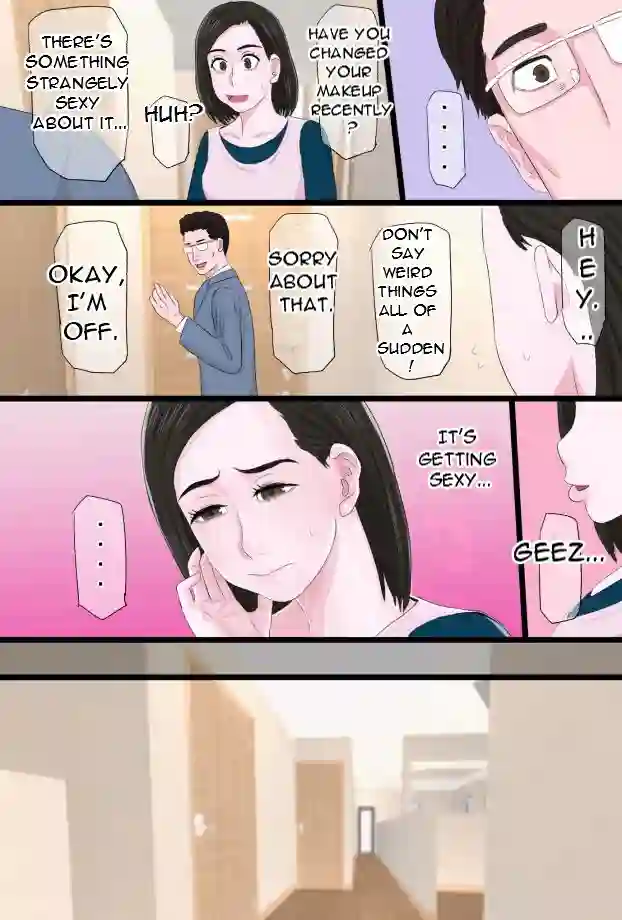 . . . .
HAVE YOU
CHANGED
YOUR
MAKEUP
RECENTLY
?
HUH?
THERE'S
SOMETHING
STRANGELY
SEXY
ABOUT IT...
H
E
Y.
..
DON'T
SAY
WEIRD
THINGS
ALL OF
A
SUDDEN
!
SORRY
ABOUT
THAT.
OKAY,
I'M
OFF.
GEEZ...
IT'S
GETTING
SEXY...
. . . .